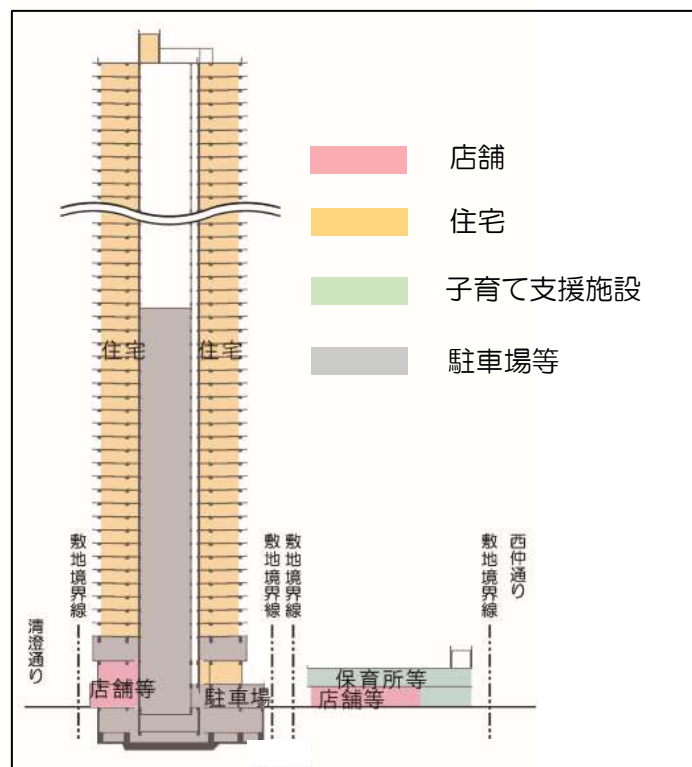 店舗
住宅
子育て支援施設
駐車場等
住宅
住宅
敷地境界線
敷地境界線
敷地境界線
敷地境界線
西仲通り
清澄通り
店舗等
駐車場
保育所等
店舗等